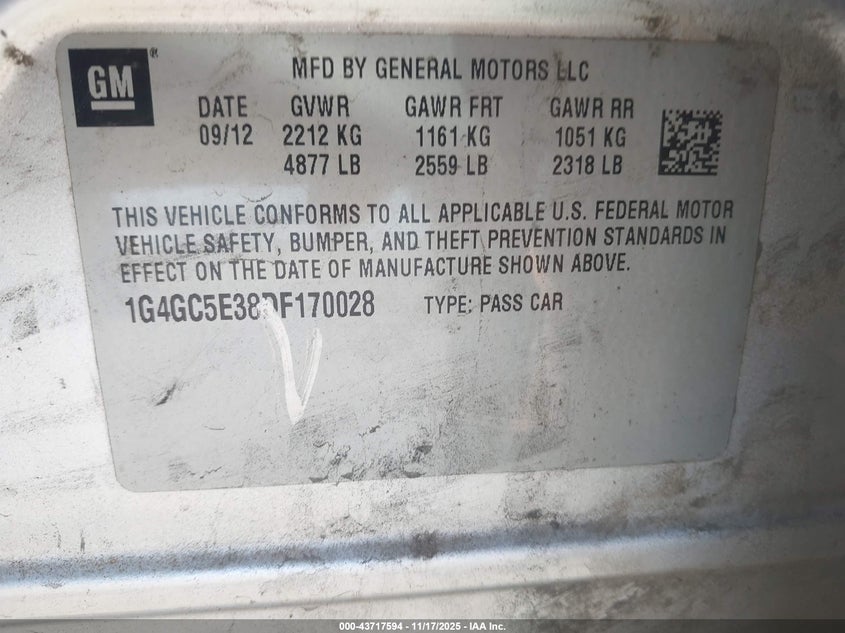 GM®
MFD BY GENERAL MOTORS LLC
DATE GVWR GAWR FRT GAWR RR
09/12 2212 KG 1161 KG 1051 KG
4877 LB 2559 LB 2318 LB
THIS VEHICLE CONFORMS TO ALL APPLICABLE U.S. FEDERAL MOTOR
VEHICLE SAFETY, BUMPER, AND THEFT PREVENTION STANDARDS IN
EFFECT ON THE DATE OF MANUFACTURE SHOWN ABOVE.
1G4GC5E38DF170028 TYPE: PASS CAR
000-43717594 - 11/17/2025 - IAA Inc.